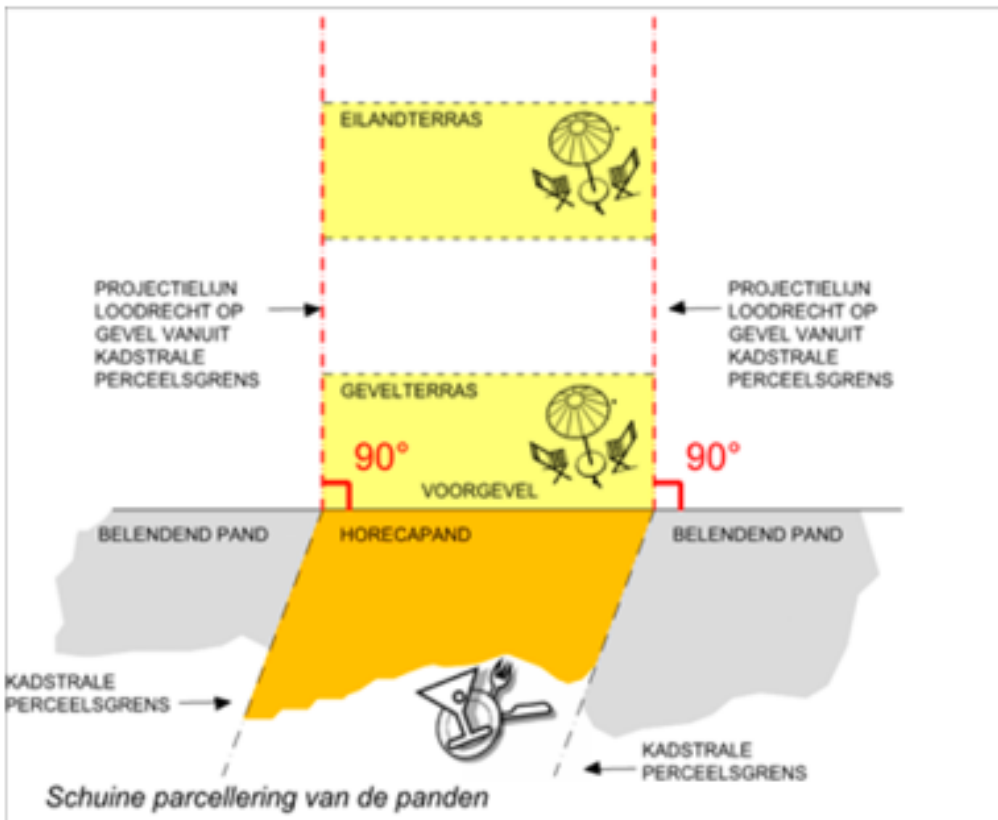 EILANDTERRAS
PROJECTIELIJN
LOODRECHT OP
GEVEL VANUIT
KADSTRALE
PERCEELSGRENS
PROJECTIELIJN
LOODRECHT OP
GEVEL VANUIT
KADSTRALE
PERCEELSGRENS
GEVELTERRAS
90°
90°
VOORGEVEL
BELENDEND PAND
HORECAPAND
BELENDEND PAND
KADSTRALE
PERCEELSGRENS
KADSTRALE
PERCEELSGRENS
Schuine parcellering van de panden